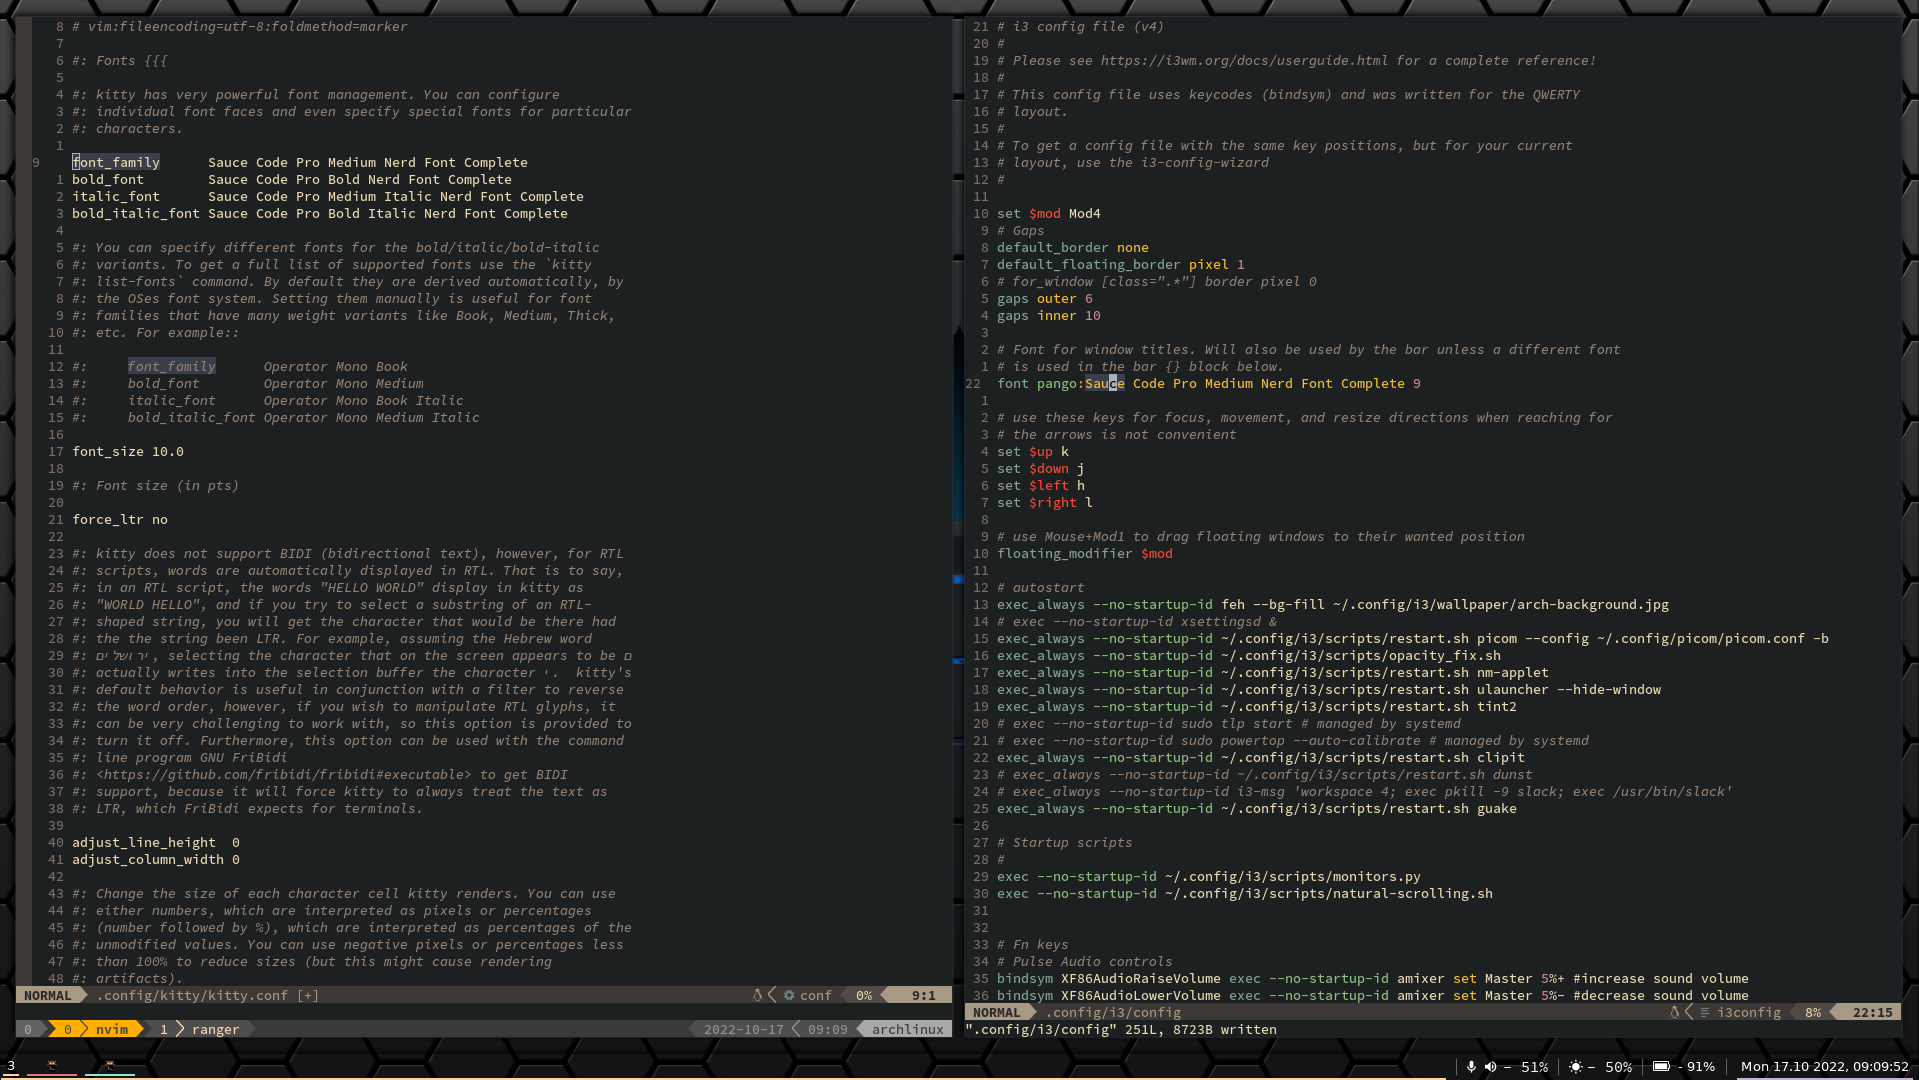 8 # vim:fileencoding=utf-8:foldmethod=marker
7
6 #: Fonts {{{
5
4 #: kitty has very powerful font management. You can configure
3 #: individual font faces and even specify special fonts for particular
2 #: characters.
1
9 font_family      Sauce Code Pro Medium Nerd Font Complete
1 bold_font        Sauce Code Pro Bold Nerd Font Complete
2 italic_font      Sauce Code Pro Medium Italic Nerd Font Complete
3 bold_italic_font Sauce Code Pro Bold Italic Nerd Font Complete
4
5 #: You can specify different fonts for the bold/italic/bold-italic
6 #: variants. To get a full list of supported fonts use the `kitty
7 #: list-fonts` command. By default they are derived automatically, by
8 #: the OSes font system. Setting them manually is useful for font
9 #: families that have many weight variants like Book, Medium, Thick,
10 #: etc. For example::
11
12 #:     font_family      Operator Mono Book
13 #:     bold_font        Operator Mono Medium
14 #:     italic_font      Operator Mono Book Italic
15 #:     bold_italic_font Operator Mono Medium Italic
16
17 font_size 10.0
18
19 #: Font size (in pts)
20
21 force_ltr no
22
23 #: kitty does not support BIDI (bidirectional text), however, for RTL
24 #: scripts, words are automatically displayed in RTL. That is to say,
25 #: in an RTL script, the words "HELLO WORLD" display in kitty as
26 #: "WORLD HELLO", and if you try to select a substring of an RTL-
27 #: shaped string, you will get the character that would be there had
28 #: the the string been LTR. For example, assuming the Hebrew word
29 #: ירושלים, selecting the character that on the screen appears to be ם
30 #: actually writes into the selection buffer the character י.  kitty's
31 #: default behavior is useful in conjunction with a filter to reverse
32 #: the word order, however, if you wish to manipulate RTL glyphs, it
33 #: can be very challenging to work with, so this option is provided to
34 #: turn it off. Furthermore, this option can be used with the command
35 #: line program GNU FriBidi
36 #: <https://github.com/fribidi/fribidi#executable> to get BIDI
37 #: support, because it will force kitty to always treat the text as
38 #: LTR, which FriBidi expects for terminals.
39
40 adjust_line_height  0
41 adjust_column_width 0
42
43 #: Change the size of each character cell kitty renders. You can use
44 #: either numbers, which are interpreted as pixels or percentages
45 #: (number followed by %), which are interpreted as percentages of the
46 #: unmodified values. You can use negative pixels or percentages less
47 #: than 100% to reduce sizes (but this might cause rendering
48 #: artifacts).
NORMAL .config/kitty/kitty.conf [+] conf 0% 9:1
0 0 nvim 1 ranger 2022-10-17 09:09 archlinux
21 # i3 config file (v4)
20 #
19 # Please see https://i3wm.org/docs/userguide.html for a complete reference!
18 #
17 # This config file uses keycodes (bindsym) and was written for the QWERTY
16 # layout.
15 #
14 # To get a config file with the same key positions, but for your current
13 # layout, use the i3-config-wizard
12 #
11
10 set $mod Mod4
9 # Gaps
8 default_border none
7 default_floating_border pixel 1
6 # for_window [class=".*"] border pixel 0
5 gaps outer 6
4 gaps inner 10
3
2 # Font for window titles. Will also be used by the bar unless a different font
1 # is used in the bar {} block below.
22 font pango:Sauce Code Pro Medium Nerd Font Complete 9
1
2 # use these keys for focus, movement, and resize directions when reaching for
3 # the arrows is not convenient
4 set $up k
5 set $down j
6 set $left h
7 set $right l
8
9 # use Mouse+Mod1 to drag floating windows to their wanted position
10 floating_modifier $mod
11
12 # autostart
13 exec_always --no-startup-id feh --bg-fill ~/.config/i3/wallpaper/arch-background.jpg
14 # exec --no-startup-id xsettingsd &
15 exec_always --no-startup-id ~/.config/i3/scripts/restart.sh picom --config ~/.config/picom/picom.conf -b
16 exec_always --no-startup-id ~/.config/i3/scripts/opacity_fix.sh
17 exec_always --no-startup-id ~/.config/i3/scripts/restart.sh nm-applet
18 exec_always --no-startup-id ~/.config/i3/scripts/restart.sh ulauncher --hide-window
19 exec_always --no-startup-id ~/.config/i3/scripts/restart.sh tint2
20 # exec --no-startup-id sudo tlp start # managed by systemd
21 # exec --no-startup-id sudo powertop --auto-calibrate # managed by systemd
22 exec_always --no-startup-id ~/.config/i3/scripts/restart.sh clipit
23 # exec_always --no-startup-id ~/.config/i3/scripts/restart.sh dunst
24 # exec_always --no-startup-id i3-msg 'workspace 4; exec pkill -9 slack; exec /usr/bin/slack'
25 exec_always --no-startup-id ~/.config/i3/scripts/restart.sh guake
26
27 # Startup scripts
28 #
29 exec --no-startup-id ~/.config/i3/scripts/monitors.py
30 exec --no-startup-id ~/.config/i3/scripts/natural-scrolling.sh
31
32
33 # Fn keys
34 # Pulse Audio controls
35 bindsym XF86AudioRaiseVolume exec --no-startup-id amixer set Master 5%+ #increase sound volume
36 bindsym XF86AudioLowerVolume exec --no-startup-id amixer set Master 5%- #decrease sound volume
NORMAL .config/i3/config i3config 8% 22:15
".config/i3/config" 251L, 8723B written
3 - 51% - 50% - 91% Mon 17.10 2022, 09:09:52